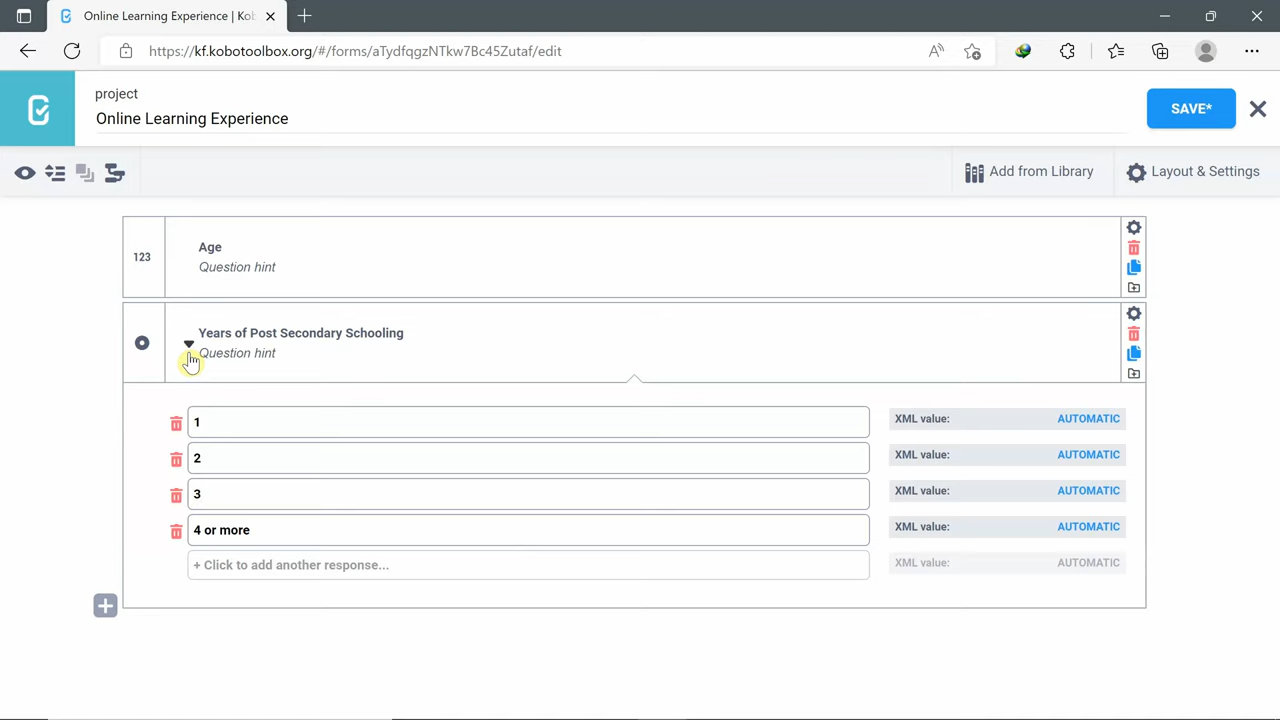 Online Learning Experience | Kob
https://kf.kobotoolbox.org/#/forms/aTydfqgzNTkw7Bc45Zutaf/edit
project
Online Learning Experience
SAVE*
Add from Library
Layout & Settings
123
Age
Question hint
Years of Post Secondary Schooling
Question hint
1
XML value:
AUTOMATIC
2
XML value:
AUTOMATIC
3
XML value:
AUTOMATIC
4 or more
XML value:
AUTOMATIC
+ Click to add another response...
XML value:
AUTOMATIC